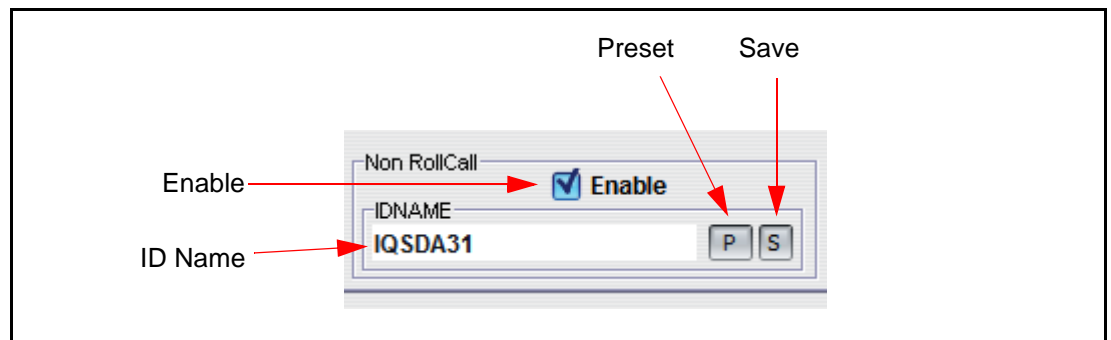 Preset Save
Non RollCall
Enable Enable
IDNAME
IQSDA31 P S
ID Name